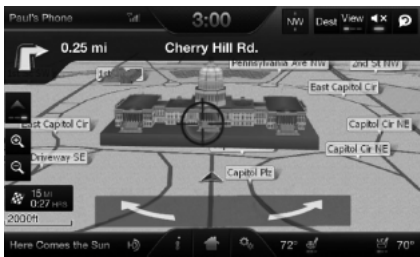 Paul's Phone 3:00 NW Dest View
0.25 mi Cherry Hill Rd.
Pennsylvania Ave NW 2nd St NW
1st
East Capitol Cir
East Capitol Cir Capitol Cir NE
Driveway SE Capitol Cir NE
Capitol Plz
15 MI
0:27 HRS
2000ft
Here Comes the Sun i 72° 70°